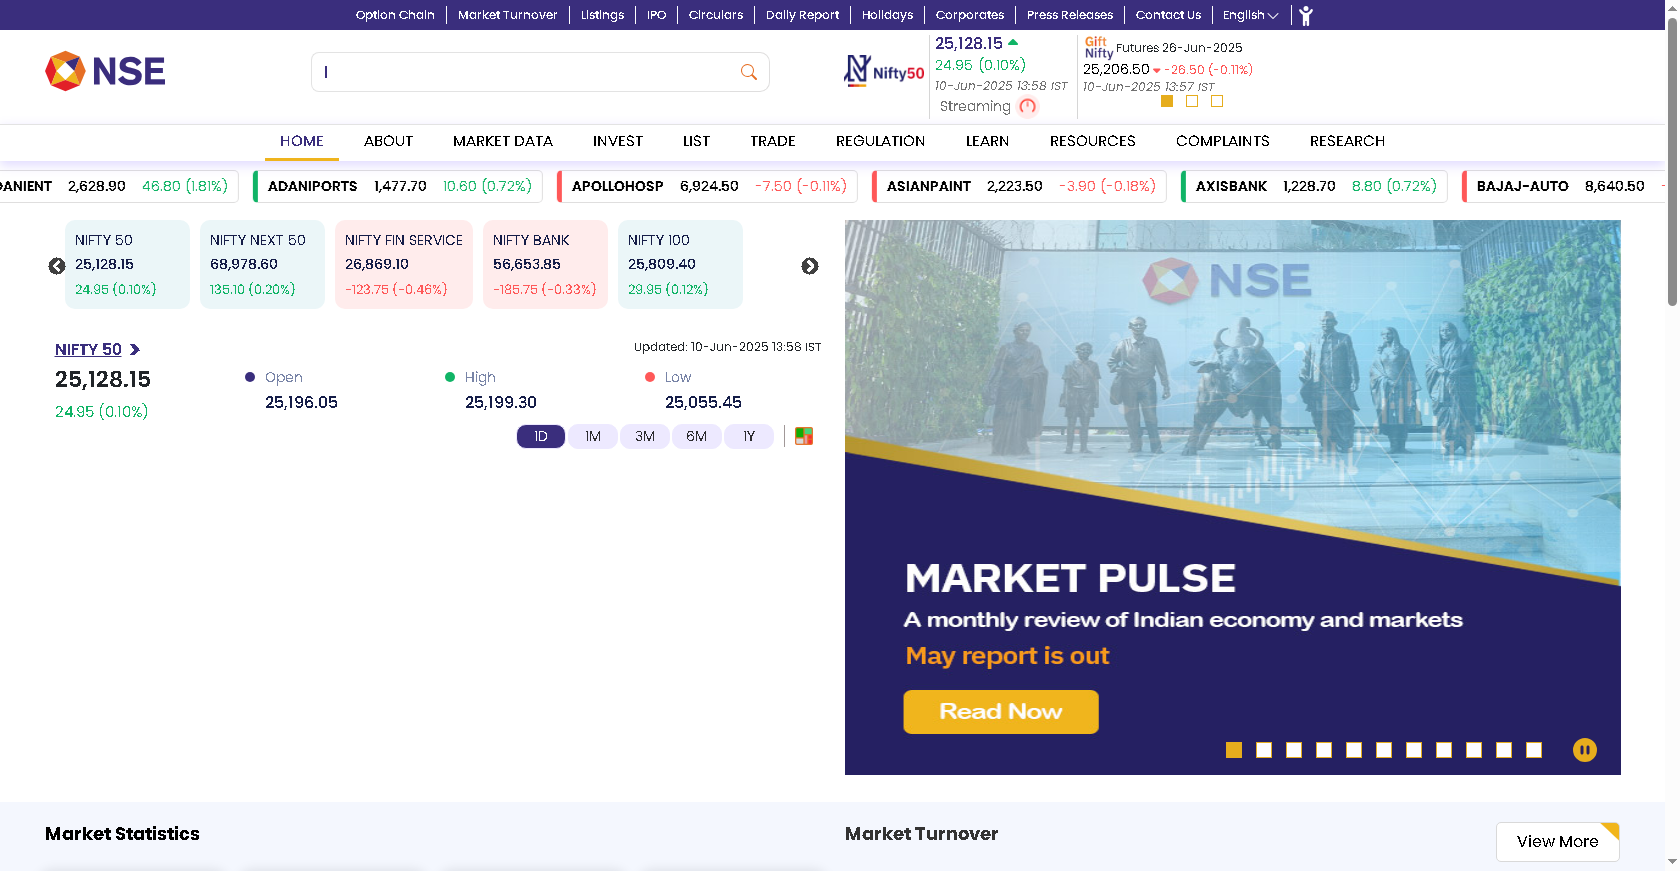 Option Chain
Market Turnover
Listings
IPO
Circulars
Daily Report
Holidays
Corporates
Press Releases
Contact Us
English
NSE
Nifty50
25,128.15
24.95 (0.10%)
10-Jun-2025 13:58 IST
Streaming
Gift Nifty Futures 26-Jun-2025
25,206.50 -26.50 (-0.11%)
10-Jun-2025 13:57 IST
HOME
ABOUT
MARKET DATA
INVEST
LIST
TRADE
REGULATION
LEARN
RESOURCES
COMPLAINTS
RESEARCH
2,628.90 46.80 (1.81%)
ADANIPORTS 1,477.70 10.60 (0.72%)
APOLLOHOSP 6,924.50 -7.50 (-0.11%)
ASIANPAINT 2,223.50 -3.90 (-0.18%)
AXISBANK 1,228.70 8.80 (0.72%)
BAJAJ-AUTO 8,640.50
NIFTY 50
25,128.15
24.95 (0.10%)
NIFTY NEXT 50
68,978.60
135.10 (0.20%)
NIFTY FIN SERVICE
26,869.10
-123.75 (-0.46%)
NIFTY BANK
56,653.85
-185.75 (-0.33%)
NIFTY 100
25,809.40
29.95 (0.12%)
NIFTY 50
Updated: 10-Jun-2025 13:58 IST
25,128.15
24.95 (0.10%)
Open
25,196.05
High
25,199.30
Low
25,055.45
1D
1M
3M
6M
1Y
NSE
MARKET PULSE
A monthly review of Indian economy and markets
May report is out
Read Now
Market Statistics
Market Turnover
View More